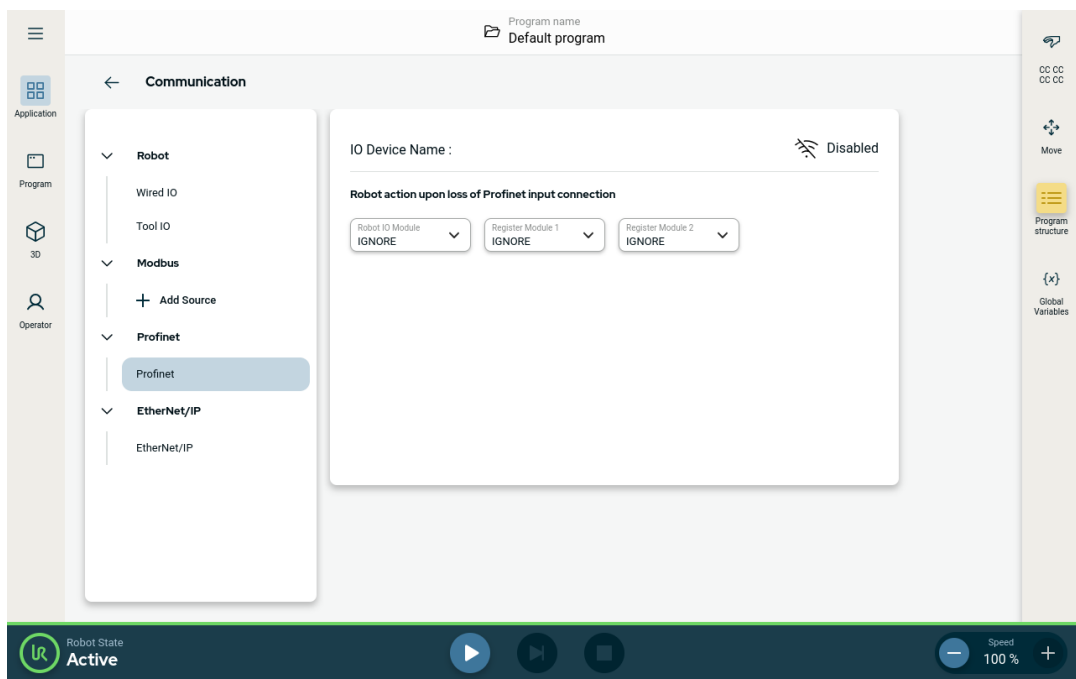 Program name
Default program
Communication
Application
Program
3D
Operator
Robot
Wired IO
Tool IO
Modbus
Add Source
Profinet
Profinet
EtherNet/IP
EtherNet/IP
IO Device Name :
Disabled
Robot action upon loss of Profinet input connection
Robot IO Module
IGNORE
Register Module 1
IGNORE
Register Module 2
IGNORE
CC CC
CC CC
Move
Program
structure
{x}
Global
Variables
UR
Robot State
Active
Speed
100 %